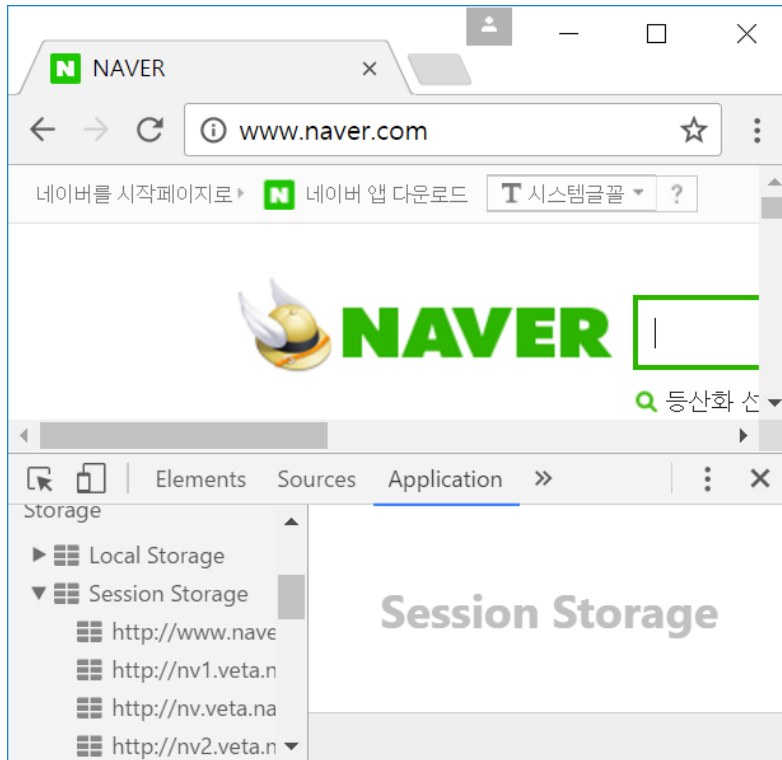 N NAVER
www.naver.com
네이버를 시작페이지로 N 네이버 앱 다운로드 T 시스템글꼴 ?
NAVER
등산화 선
Elements Sources Application
Storage
Local Storage
Session Storage
Session Storage
http://www.nave
http://nv1.veta.n
http://nv.veta.na
http://nv2.veta.n